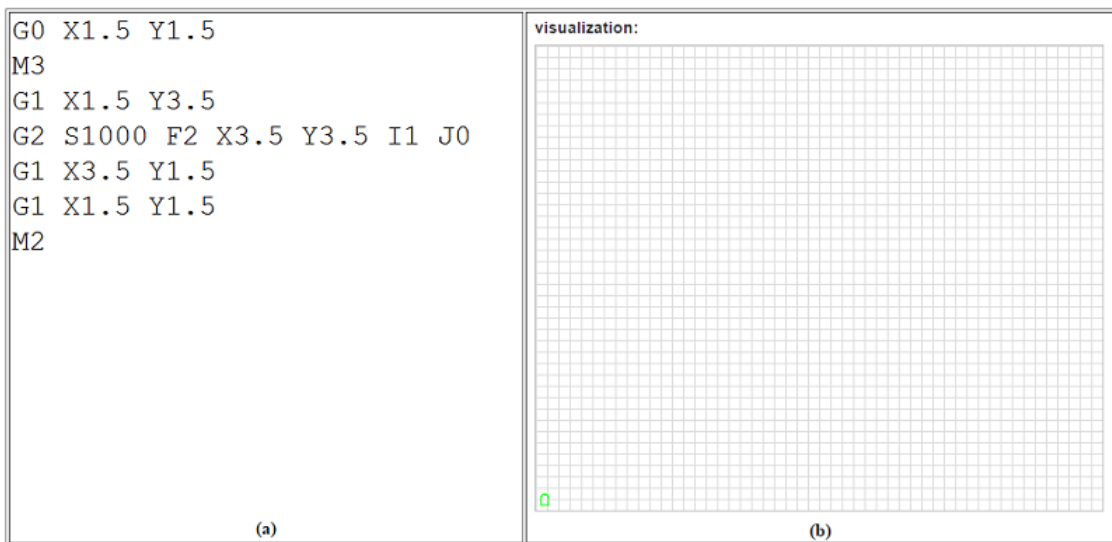 G0 X1.5 Y1.5
M3
G1 X1.5 Y3.5
G2 S1000 F2 X3.5 Y3.5 I1 J0
G1 X3.5 Y1.5
G1 X1.5 Y1.5
M2
(a)
visualization:
(b)